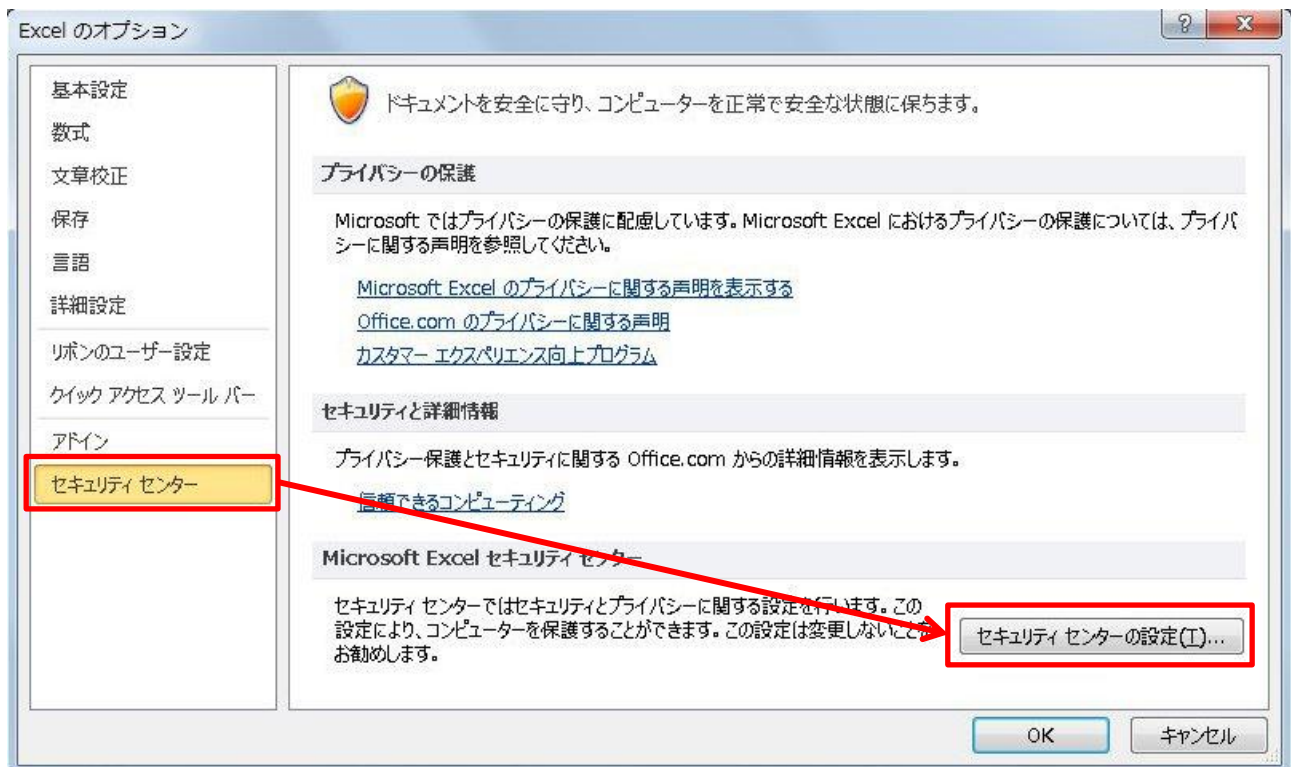 Excel のオプション
基本設定
数式
文章校正
保存
言語
詳細設定
リボンのユーザー設定
クイック アクセス ツール バー
アドイン
セキュリティ センター
ドキュメントを安全に守り、コンピューターを正常で安全な状態に保ちます。
プライバシーの保護
Microsoft ではプライバシーの保護に配慮しています。Microsoft Excel におけるプライバシーの保護については、プライバ
シーに関する声明を参照してください。
Microsoft Excel のプライバシーに関する声明を表示する
Office.com のプライバシーに関する声明
カスタマー エクスペリエンス向上プログラム
セキュリティと詳細情報
プライバシー保護とセキュリティに関する Office.com からの詳細情報を表示します。
信頼できるコンピューティング
Microsoft Excel セキュリティ センター
セキュリティ センターではセキュリティとプライバシーに関する設定を行います。この
設定により、コンピューターを保護することができます。この設定は変更しないことを
お勧めします。
セキュリティ センターの設定(T)...
OK
キャンセル